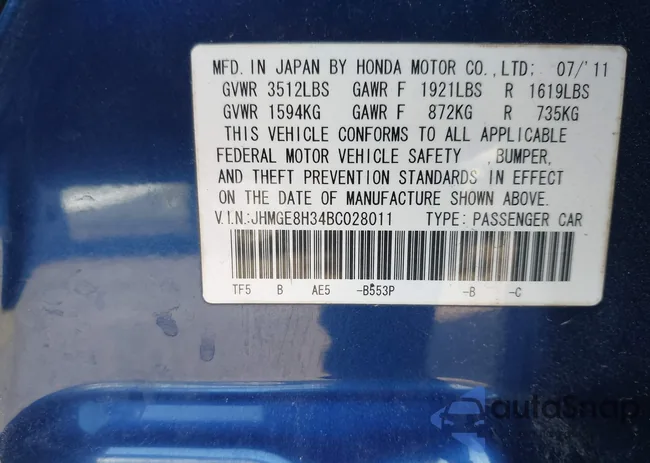 MFD. IN JAPAN BY HONDA MOTOR CO., LTD; 07/'11
GVWR 3512LBS GAWR F 1921LBS R 1619LBS
GVWR 1594KG GAWR F 872KG R 735KG
THIS VEHICLE CONFORMS TO ALL APPLICABLE
FEDERAL MOTOR VEHICLE SAFETY ,BUMPER,
AND THEFT PREVENTION STANDARDS IN EFFECT
ON THE DATE OF MANUFACTURE SHOWN ABOVE.
V.I.N.:JHMGE8H34BC028011 TYPE: PASSENGER CAR
TF5 B AE5 -B553P -B -C
autoSnap